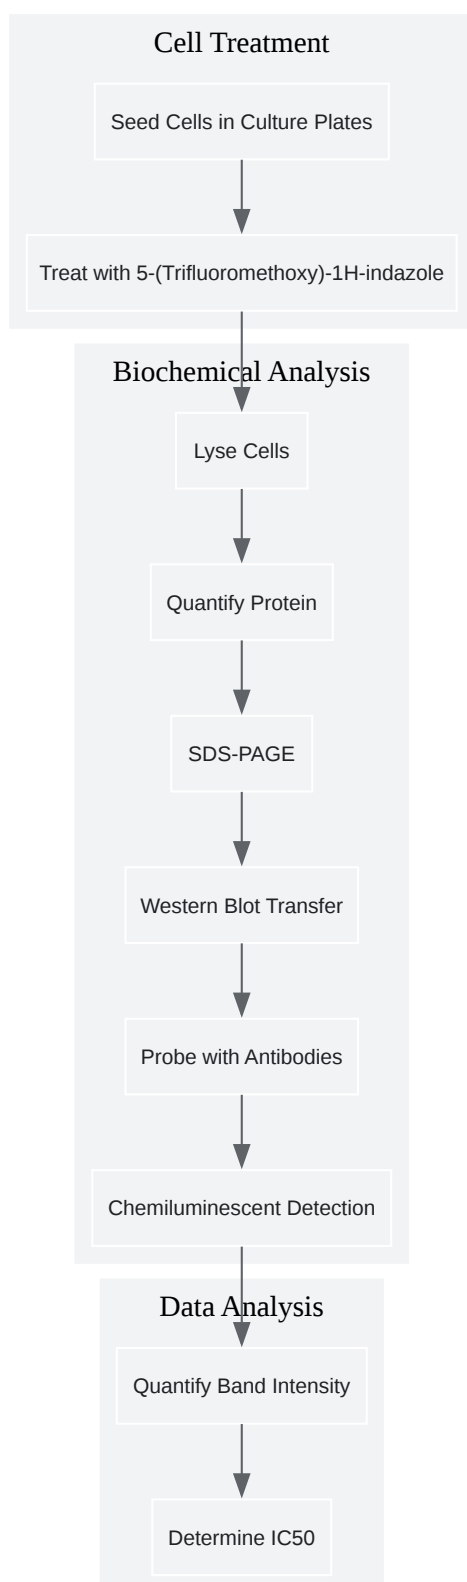 Cell Treatment
Seed Cells in Culture Plates
Treat with 5-(Trifluoromethoxy)-1H-indazole
Biochemical Analysis
Lyse Cells
Quantify Protein
SDS-PAGE
Western Blot Transfer
Probe with Antibodies
Chemiluminescent Detection
Data Analysis
Quantify Band Intensity
Determine IC50